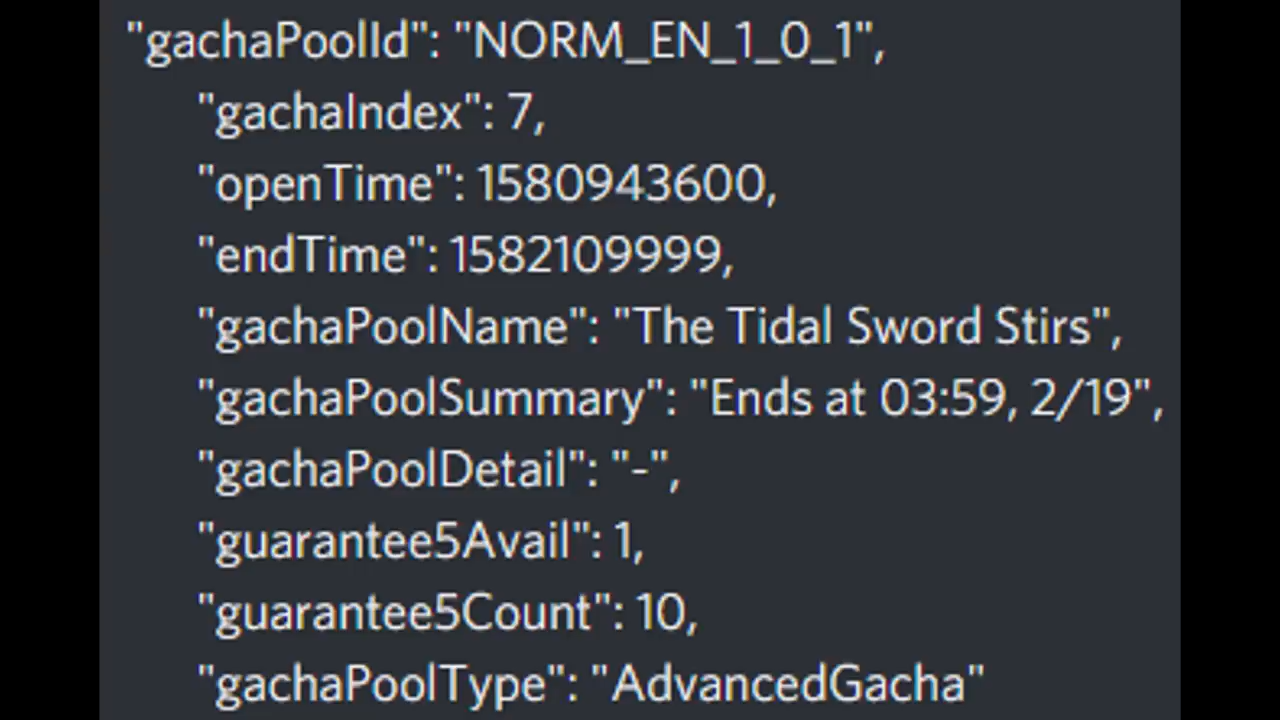 "gachaPoolId": "NORM_EN_1_0_1",
"gachaIndex": 7,
"openTime": 1580943600,
"endTime": 1582109999,
"gachaPoolName": "The Tidal Sword Stirs",
"gachaPoolSummary": "Ends at 03:59, 2/19",
"gachaPoolDetail": "-",
"guarantee5Avail": 1,
"guarantee5Count": 10,
"gachaPoolType": "AdvancedGacha"